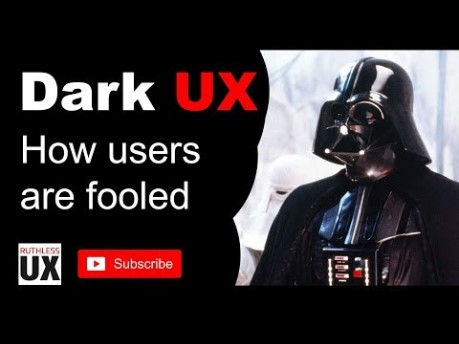 Dark UX
How users
are fooled
RUTHLESS
UX
Subscribe